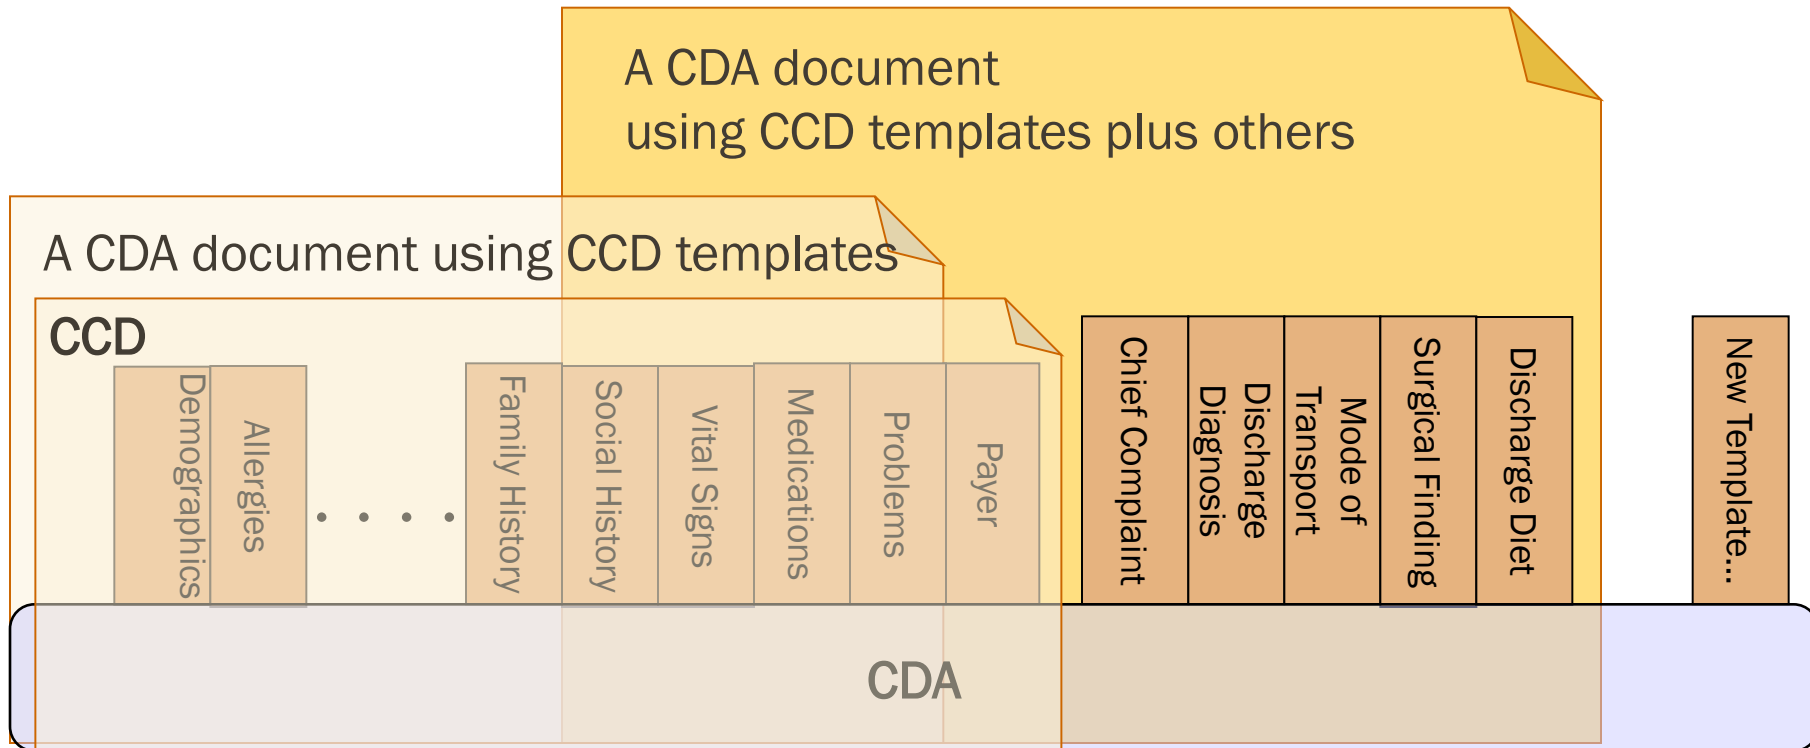 A CDA document
using CCD templates plus others
A CDA document using CCD templates
CCD
Demographics
Allergies
. . . .
Family History
Social History
Vital Signs
Medications
Problems
Payer
Chief Complaint
Discharge
Diagnosis
Mode of
Transport
Surgical Finding
Discharge Diet
New Template...
CDA